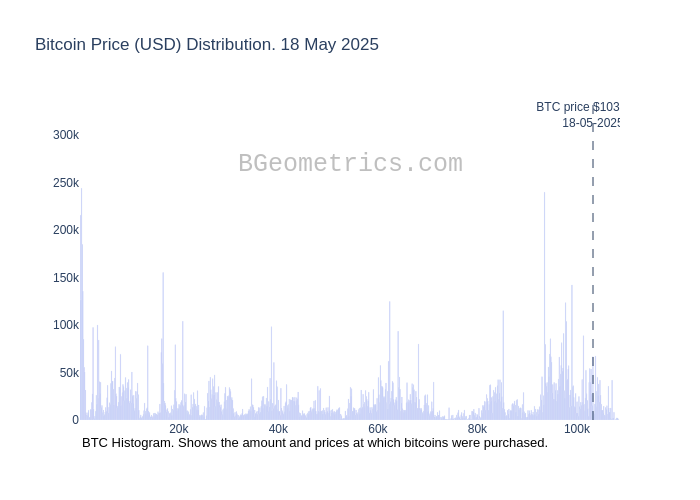 Bitcoin Price (USD) Distribution. 18 May 2025
BTC price $103
18-05-2025
300k
BGeometrics.com
250k
200k
150k
100k
50k
0
20k 40k 60k 80k 100k
BTC Histogram. Shows the amount and prices at which bitcoins were purchased.